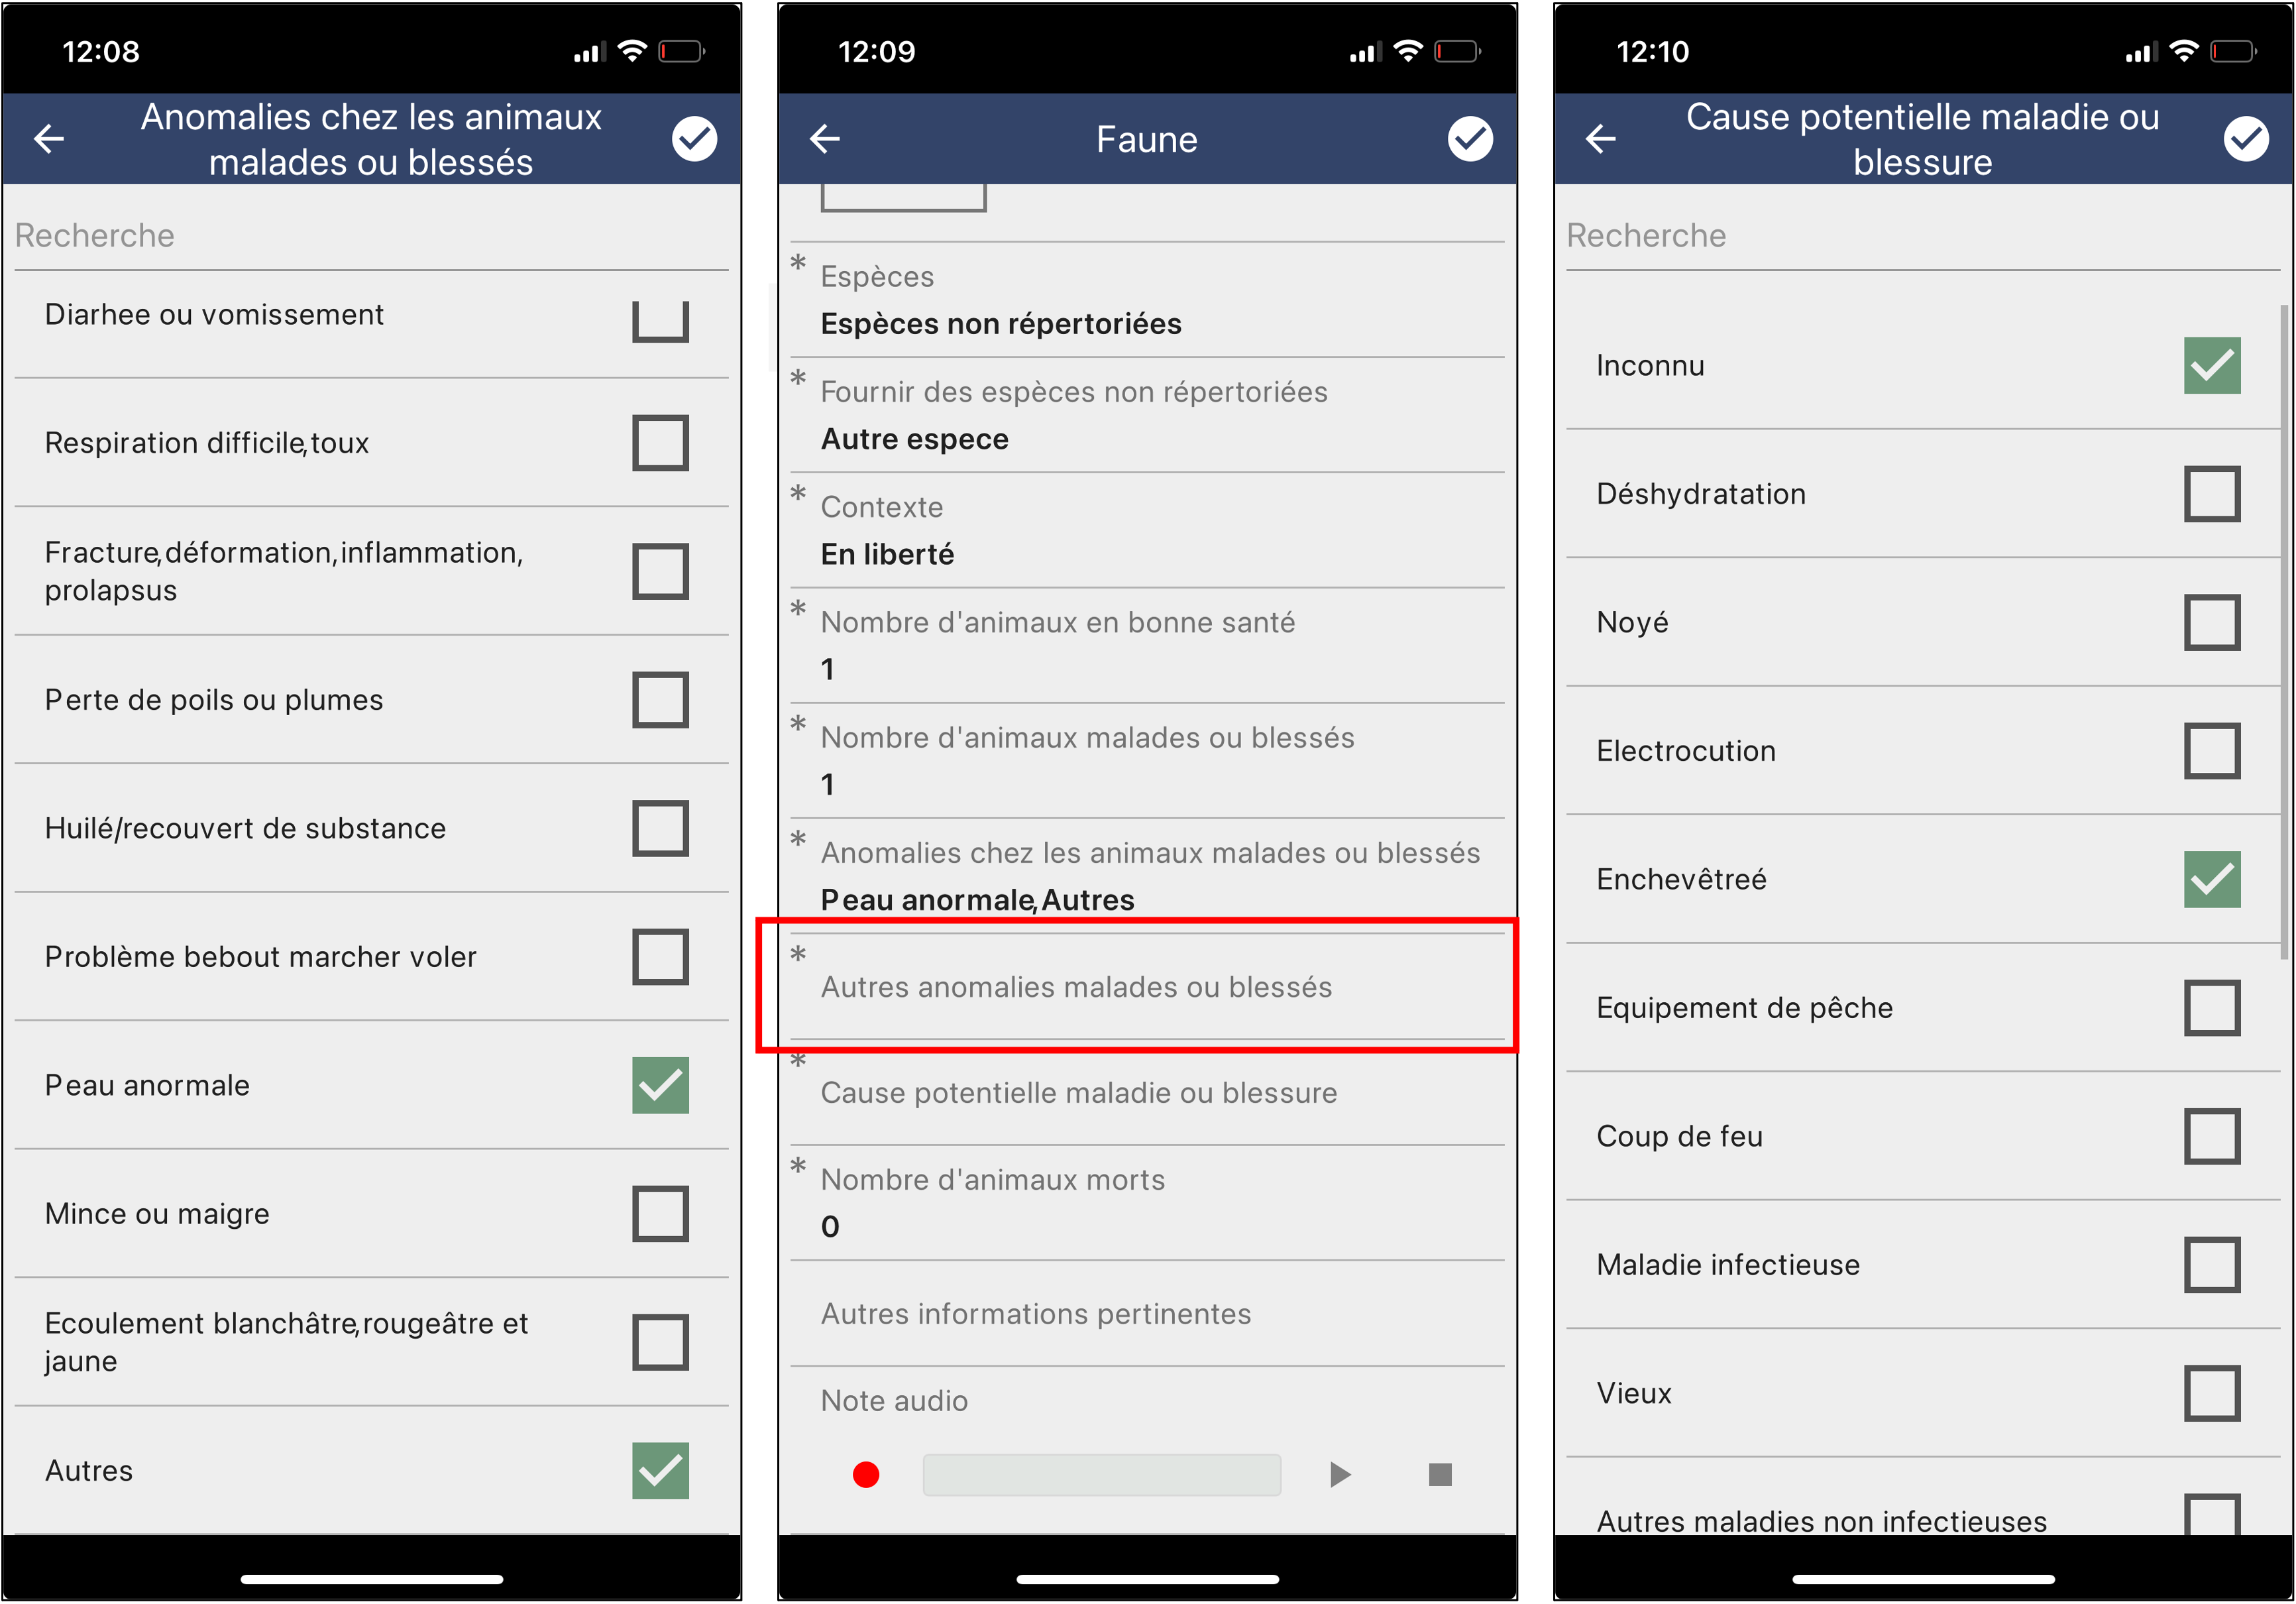 12:08
Anomalies chez les animaux
malades ou blessés
Recherche
Diarhee ou vomissement
Respiration difficile,toux
Fracture,déformation,inflammation,
prolapsus
Perte de poils ou plumes
Huilé/recouvert de substance
Problème bebout marcher voler
Peau anormale
Mince ou maigre
Ecoulement blanchâtre,rougeâtre et
jaune
Autres
12:09
Faune
* Espèces
Espèces non répertoriées
* Fournir des espèces non répertoriées
Autre espece
* Contexte
En liberté
* Nombre d'animaux en bonne santé
1
* Nombre d'animaux malades ou blessés
1
* Anomalies chez les animaux malades ou blessés
Peau anormale,Autres
* Autres anomalies malades ou blessés
* Cause potentielle maladie ou blessure
* Nombre d'animaux morts
0
Autres informations pertinentes
Note audio
12:10
Cause potentielle maladie ou
blessure
Recherche
Inconnu
Déshydratation
Noyé
Electrocution
Enchevêtreé
Equipement de pêche
Coup de feu
Maladie infectieuse
Vieux
Autres maladies non infectieuses